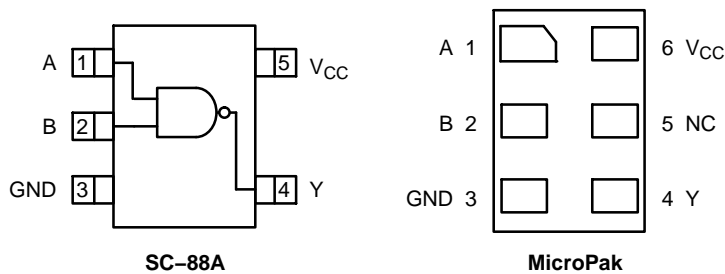 A 1 5 VCC
B 2
GND 3 4 Y
SC–88A
A 1 6 VCC
B 2 5 NC
GND 3 4 Y
MicroPak